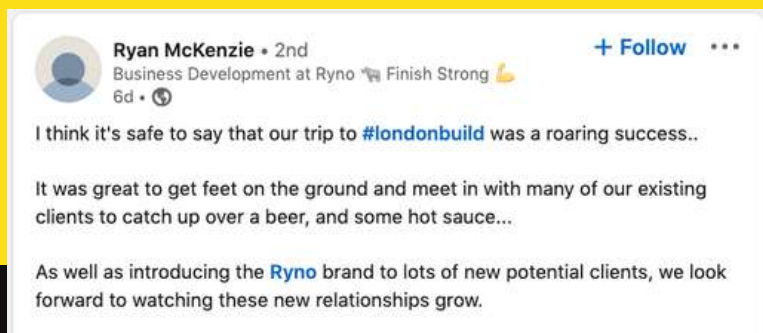 Ryan McKenzie • 2nd
+ Follow •••
Business Development at Ryno 🐃 Finish Strong 💪
6d •
I think it's safe to say that our trip to #londonbuild was a roaring success..
It was great to get feet on the ground and meet in with many of our existing
clients to catch up over a beer, and some hot sauce...
As well as introducing the Ryno brand to lots of new potential clients, we look
forward to watching these new relationships grow.